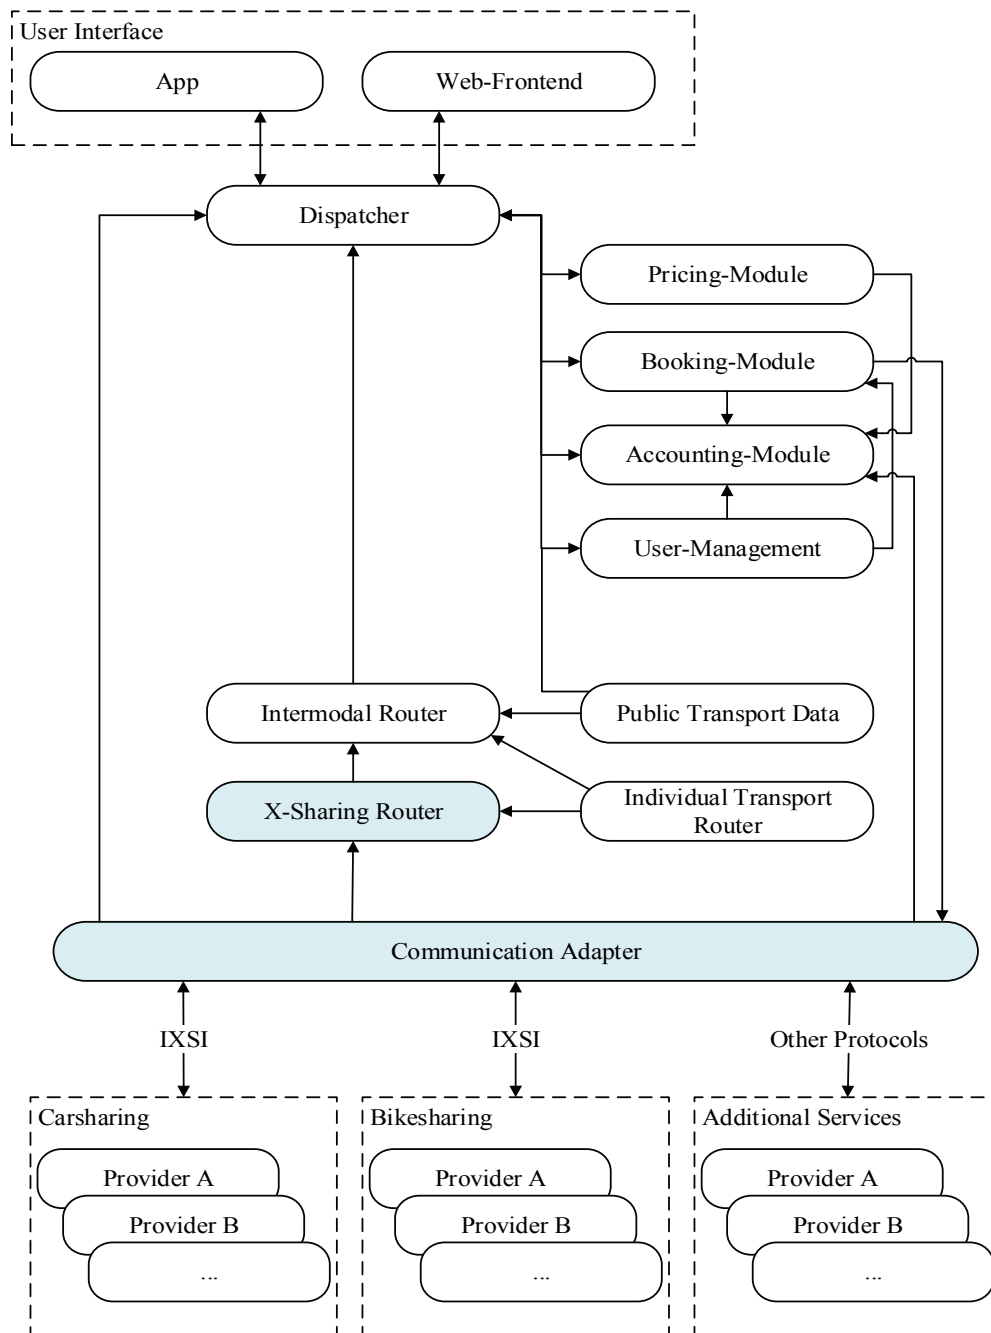 User Interface
App
Web-Frontend
Dispatcher
Pricing-Module
Booking-Module
Accounting-Module
User-Management
Intermodal Router
Public Transport Data
X-Sharing Router
Individual Transport
Router
Communication Adapter
IXSI
IXSI
Other Protocols
Carsharing
Provider A
Provider B
...
Bikesharing
Provider A
Provider B
...
Additional Services
Provider A
Provider B
...